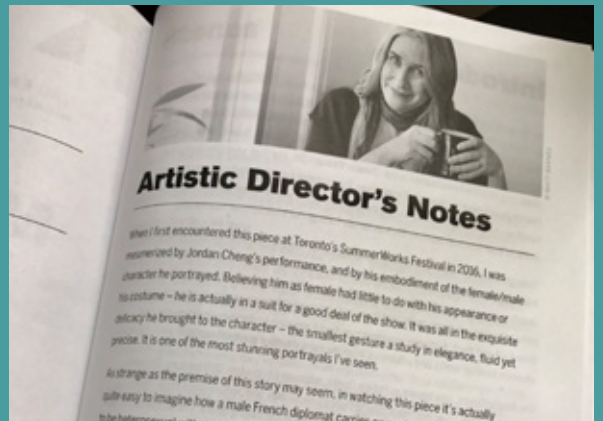 Artistic Director's Notes
When I first encountered this piece at Toronto's SummerWorks Festival in 2016, I was
mesmerized by Jordan Cheng's performance, and by his embodiment of the female/male
character he portrayed. Believing him as female had little to do with his appearance or
his costume – he is actually in a suit for a good deal of the show. It was all in the exquisite
delicacy he brought to the character – the smallest gesture a study in elegance, fluid yet
precise. It is one of the most stunning portrayals I've seen.
As strange as the premise of this story may seem, in watching this piece it's actually
quite easy to imagine how a male French diplomat